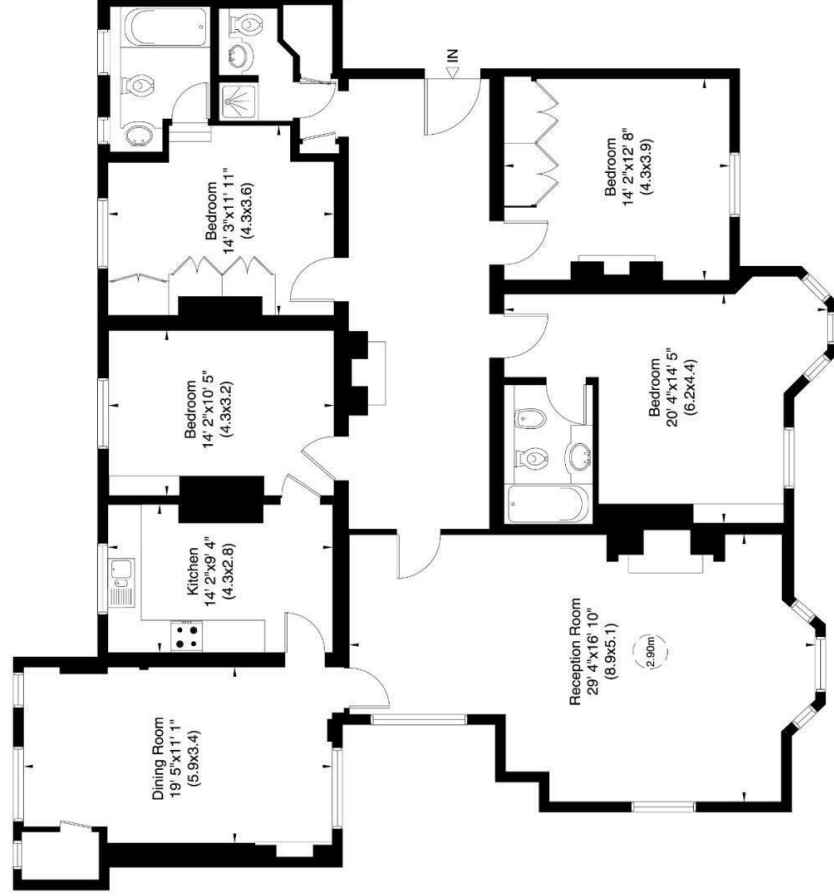 IN
Bedroom
14' 3"x11' 11"
(4.3x3.6)
Bedroom
14' 2"x12' 8"
(4.3x3.9)
Bedroom
14' 2"x10' 5"
(4.3x3.2)
Bedroom
20' 4"x14' 5"
(6.2x4.4)
Kitchen
14' 2"x9' 4"
(4.3x2.8)
Reception Room
29' 4"x16' 10"
(8.9x5.1)
2.90m
Dining Room
19' 5"x11' 1"
(5.9x3.4)